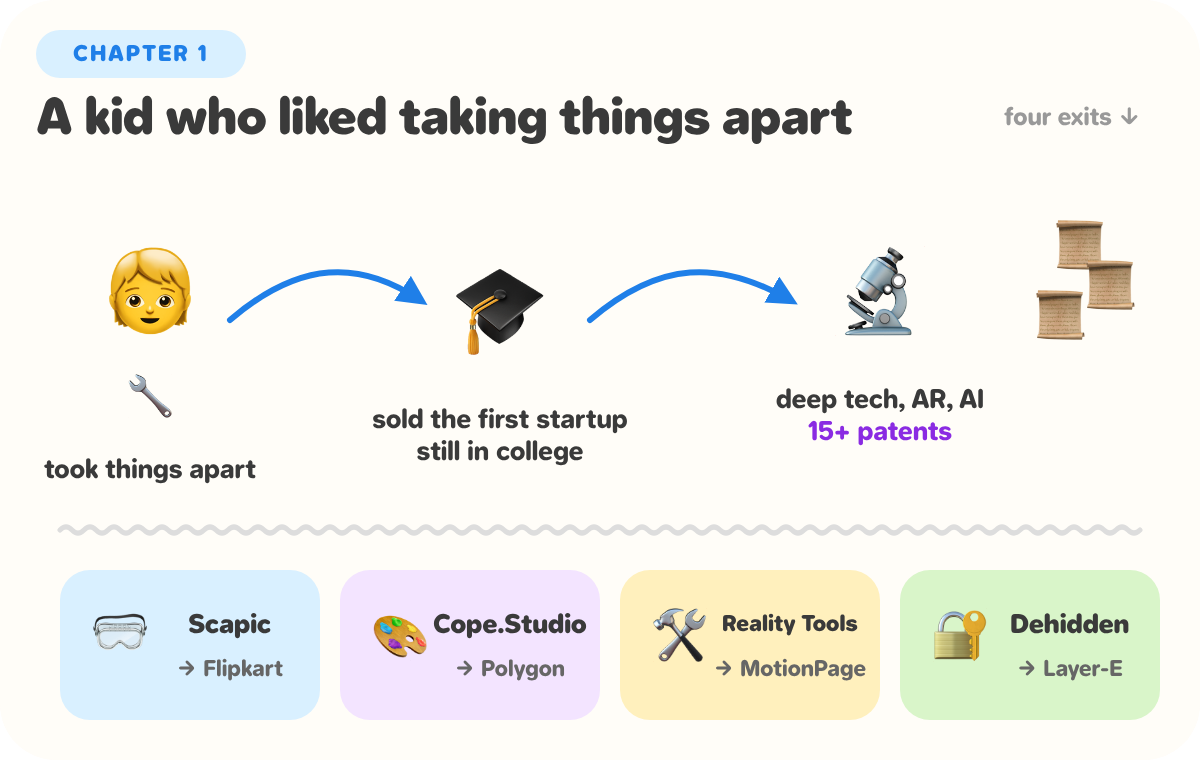 CHAPTER 1
A kid who liked taking things apart
four exits ↓
took things apart
sold the first startup
still in college
deep tech, AR, AI
15+ patents
Scapic
→ Flipkart
Cope.Studio
→ Polygon
Reality Tools
→ MotionPage
Dehidden
→ Layer-E